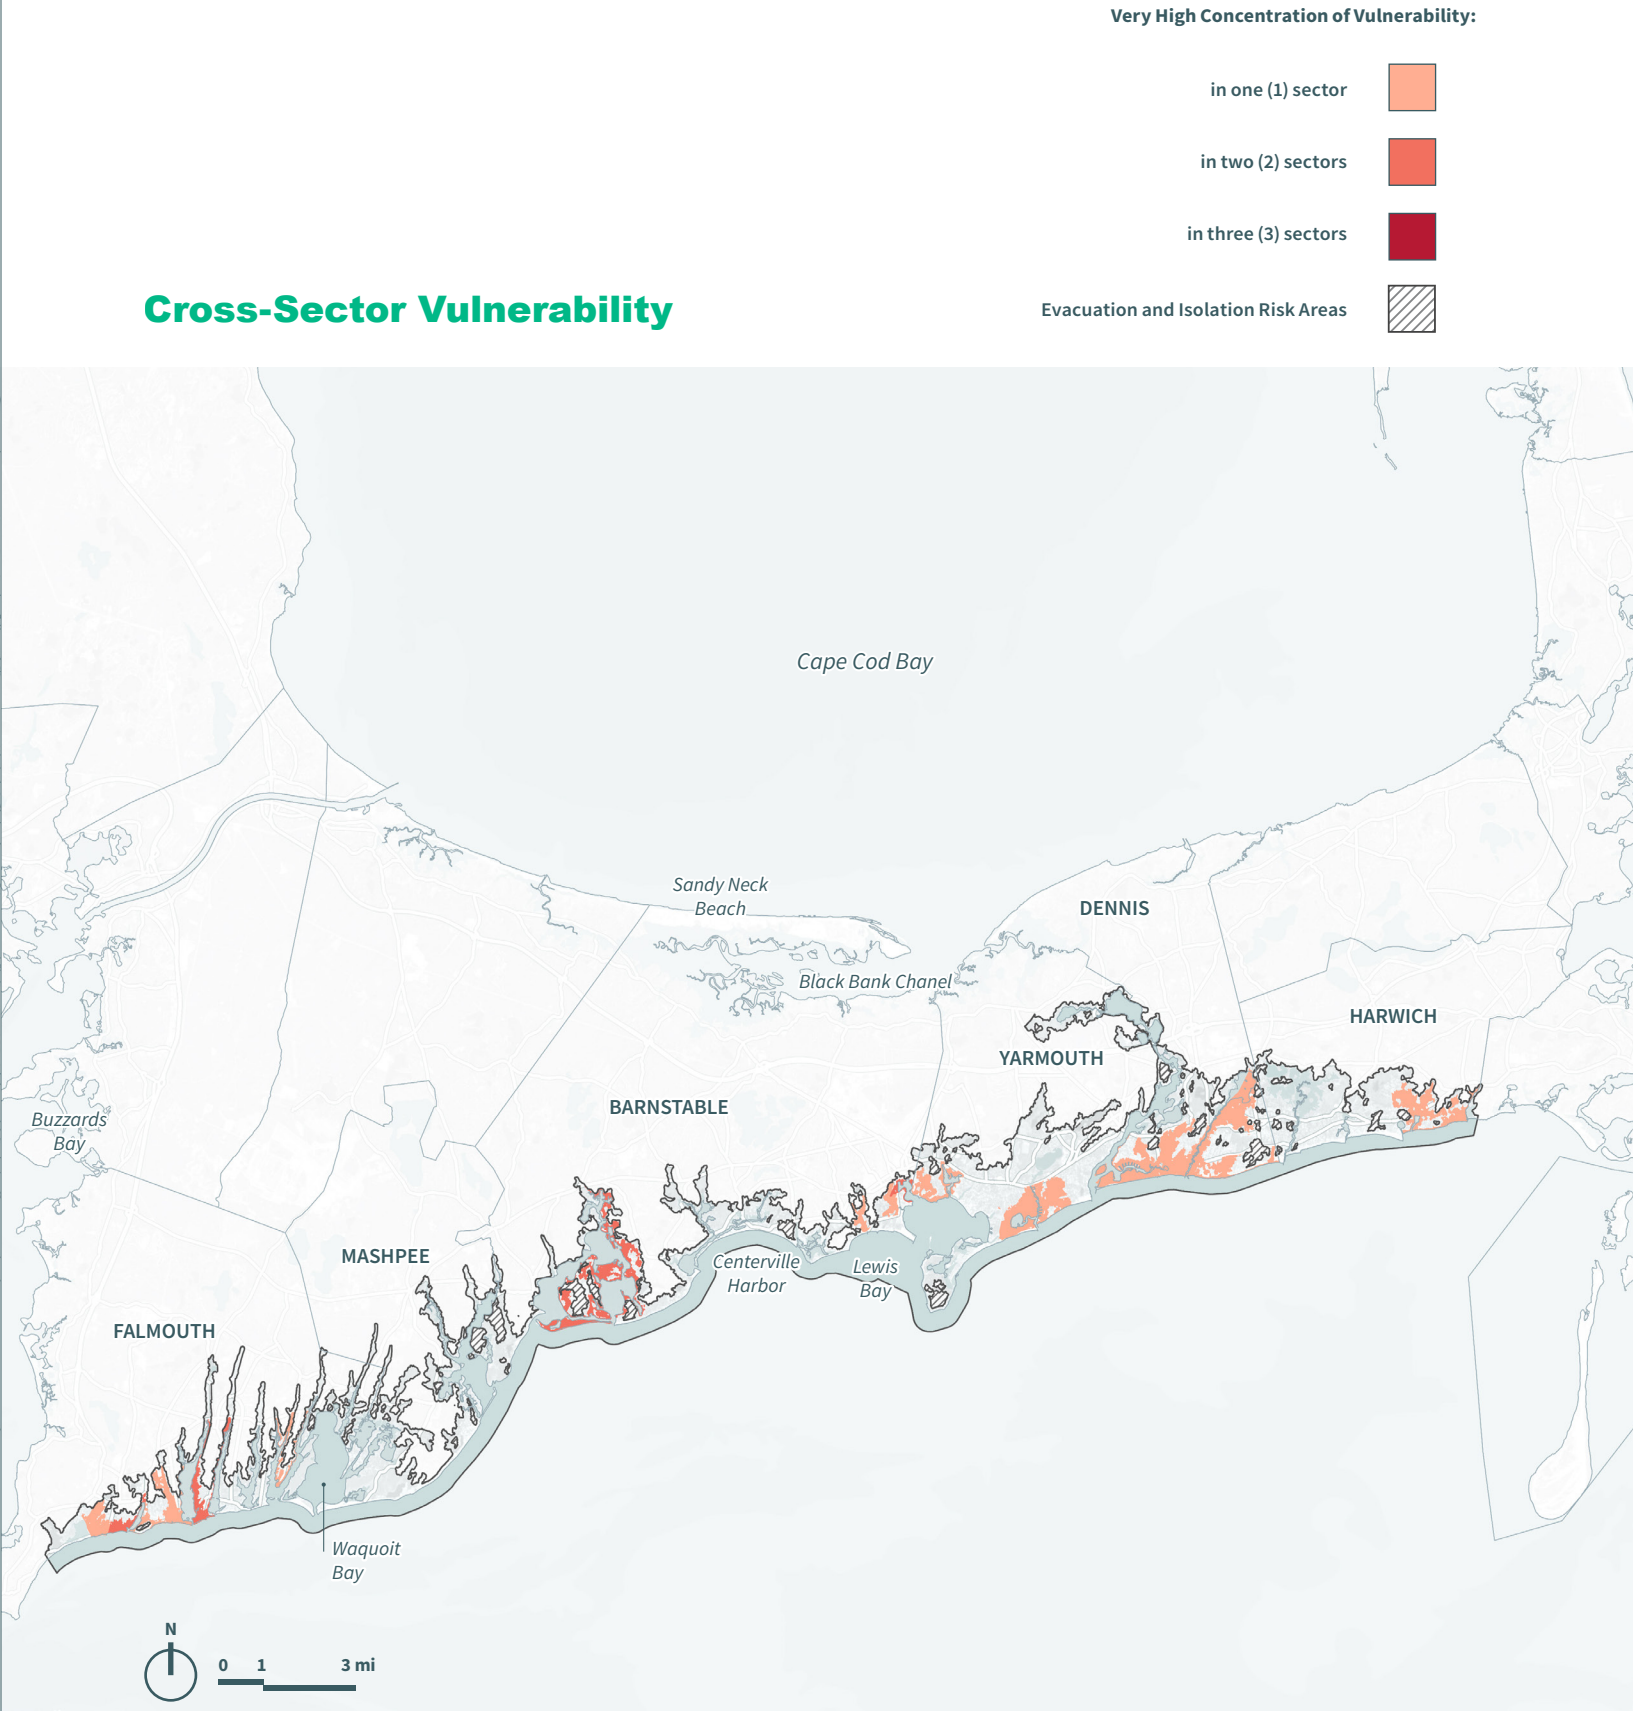 Very High Concentration of Vulnerability:
in one (1) sector
in two (2) sectors
in three (3) sectors
Evacuation and Isolation Risk Areas
Cross-Sector Vulnerability
Cape Cod Bay
Sandy Neck
Beach
DENNIS
Black Bank Chanel
HARWICH
YARMOUTH
BARNSTABLE
Buzzards
Bay
MASHPEE
Centerville
Harbor
Lewis
Bay
FALMOUTH
Waquoit
Bay
N
0 1 3 mi